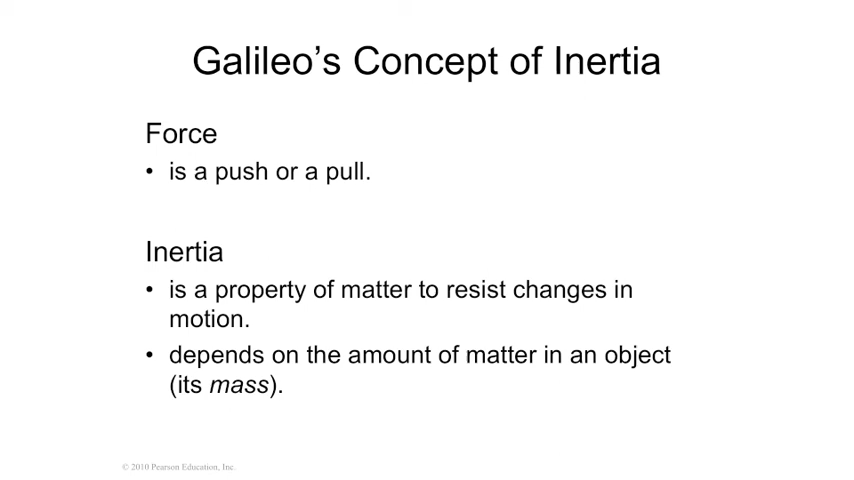 Galileo’s Concept of Inertia
Force
• is a push or a pull.
Inertia
• is a property of matter to resist changes in
motion.
• depends on the amount of matter in an object
(its mass).
© 2010 Pearson Education, Inc.